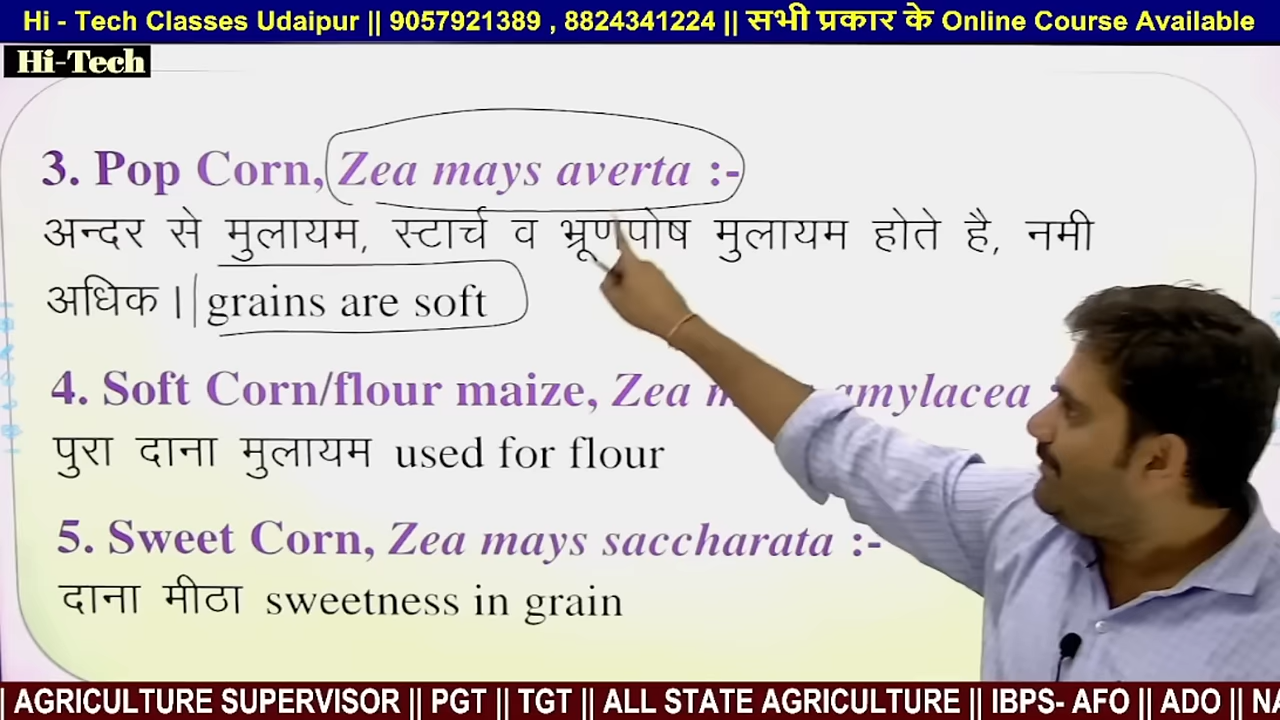 Hi - Tech Classes Udaipur || 9057921389 , 8824341224 || सभी प्रकार के Online Course Available
Hi-Tech
3. Pop Corn, Zea mays averta :-
अन्दर से मुलायम, स्टार्च व भ्रूणपोष मुलायम होते है, नमी
अधिक। grains are soft
4. Soft Corn/flour maize, Zea amylacea
पुरा दाना मुलायम used for flour
5. Sweet Corn, Zea mays saccharata :-
दाना मीठा sweetness in grain
|| AGRICULTURE SUPERVISOR || PGT || TGT || ALL STATE AGRICULTURE || IBPS- AFO || ADO || NA